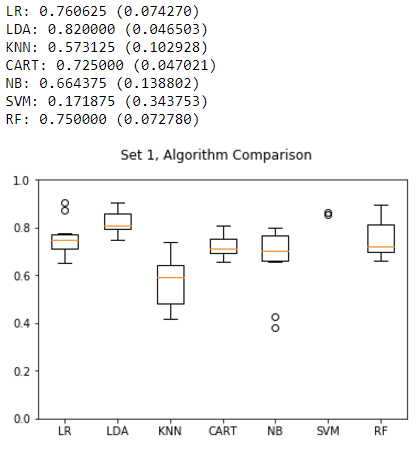 LR: 0.760625 (0.074270)
LDA: 0.820000 (0.046503)
KNN: 0.573125 (0.102928)
CART: 0.725000 (0.047021)
NB: 0.664375 (0.138802)
SVM: 0.171875 (0.343753)
RF: 0.750000 (0.072780)
Set 1, Algorithm Comparison
1.0
0.8
0.6
0.4
0.2
0.0
LR LDA KNN CART NB SVM RF